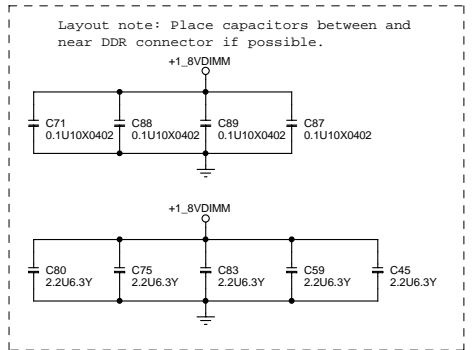 Layout note: Place capacitors between and
near DDR connector if possible.
+1_8VDIMM
C71 C88 C89 C87
0.1U10X0402 0.1U10X0402 0.1U10X0402 0.1U10X0402
+1_8VDIMM
C80 C75 C83 C59 C45
2.2U6.3Y 2.2U6.3Y 2.2U6.3Y 2.2U6.3Y 2.2U6.3Y